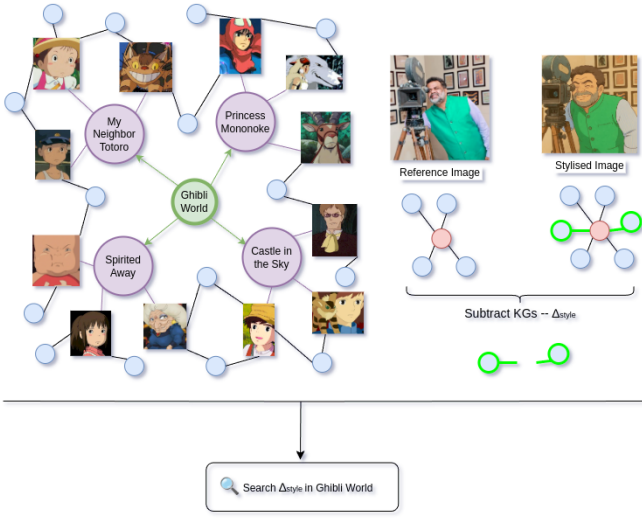 My
Neighbor
Totoro
Princess
Mononoke
Ghibli
World
Spirited
Away
Castle in
the Sky
Reference Image
Stylised Image
Subtract KGs -- Δstyle
Search Δstyle in Ghibli World